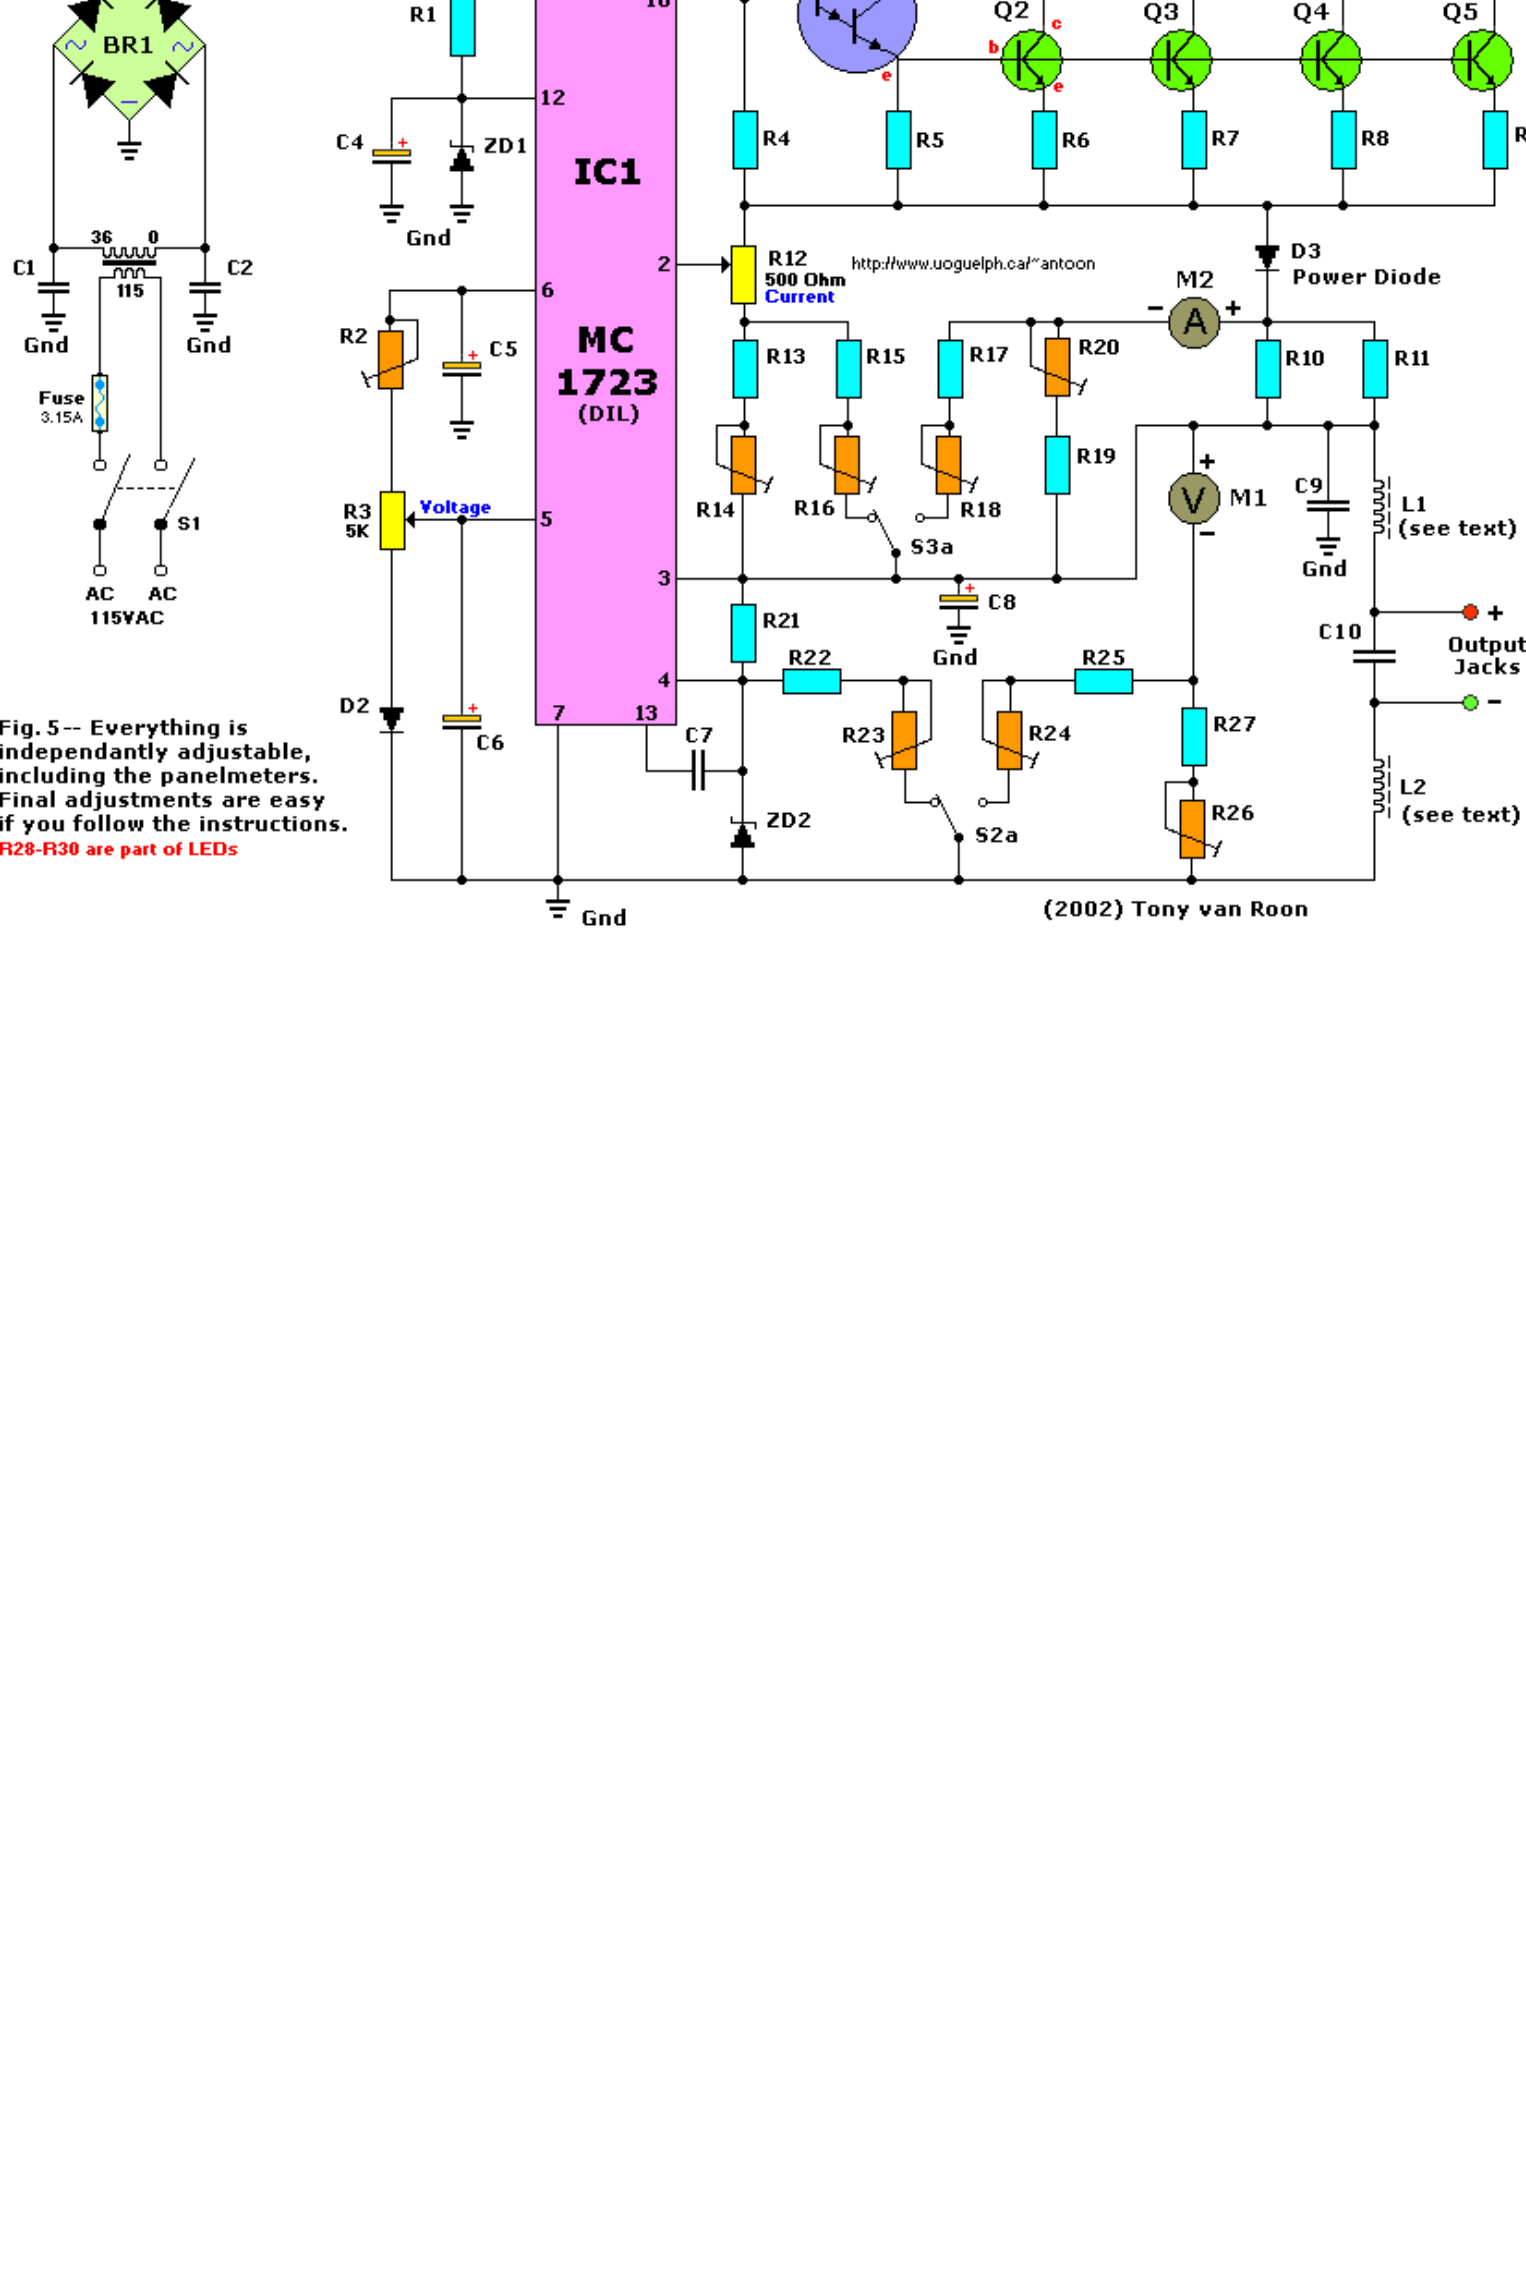 10
R1
BR1
Q2
Q3
Q4
Q5
c
b
e
e
12
C4
+
ZD1
IC1
R4
R5
R6
R7
R8
R
Gnd
36
0
115
C1
C2
Gnd
Gnd
2
R12
500 Ohm
Current
http://www.uoguelph.ca/~antoon
D3
Power Diode
M2
-
A
+
6
R2
C5
+
MC
1723
(DIL)
R13
R15
R17
R20
R10
R11
Fuse
3.15A
R14
R16
R18
R19
+
V
M1
-
C9
Gnd
L1
(see text)
S1
R3
5K
Voltage
5
S3a
AC
AC
115VAC
3
+
C8
Gnd
+
C10
Output
Jacks
-
R21
R22
R25
4
D2
+
C6
7
13
C7
R23
R24
R27
Fig. 5-- Everything is
independantly adjustable,
including the panelmeters.
Final adjustments are easy
if you follow the instructions.
R28-R30 are part of LEDs
L2
(see text)
ZD2
S2a
R26
Gnd
(2002) Tony van Roon